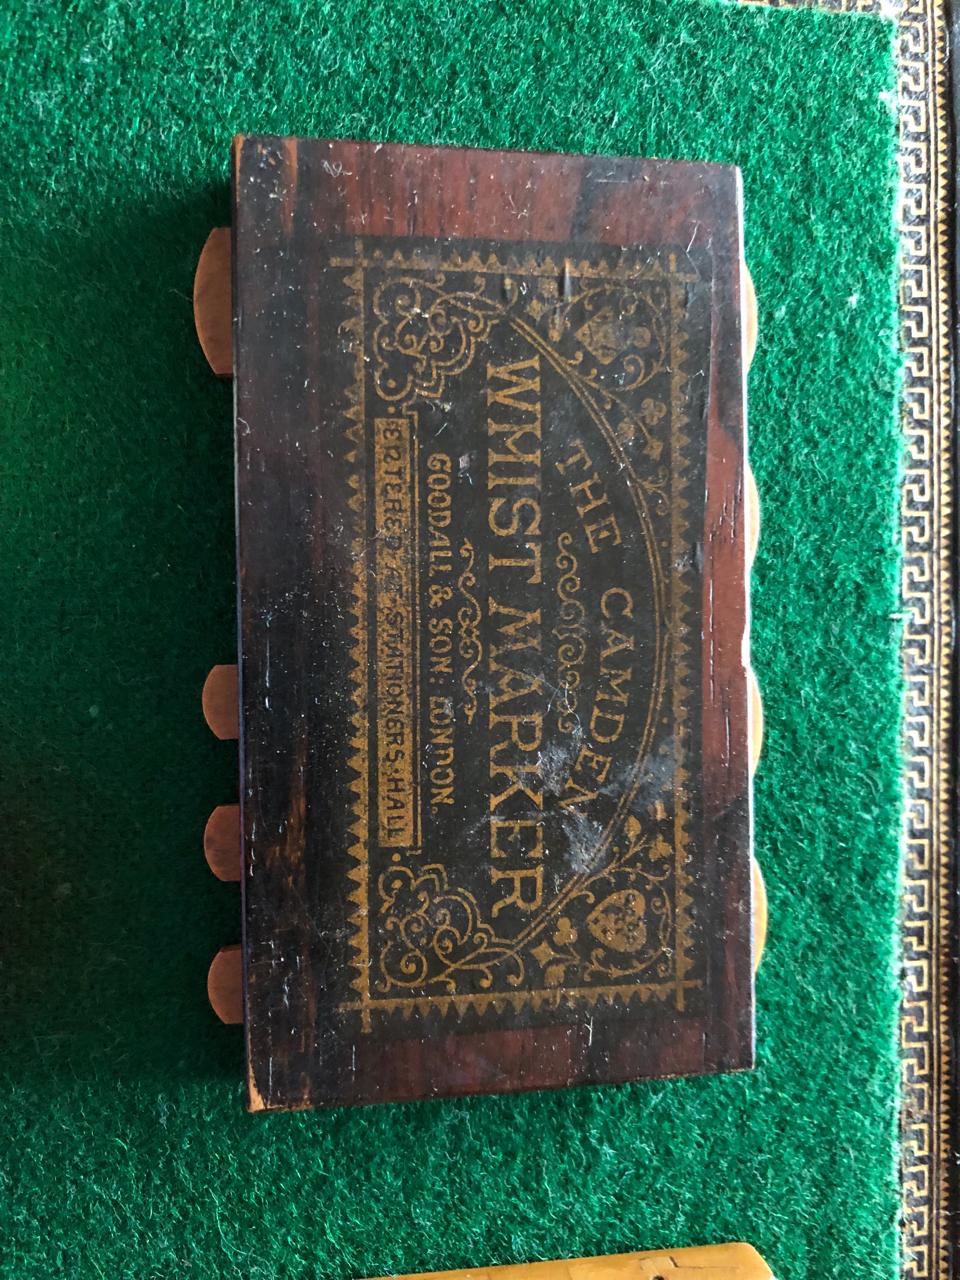 THE CAMDEN
WHIST MARKER
GOODALL & SON: LONDON.
ENTERED AT STATIONERS: HALL